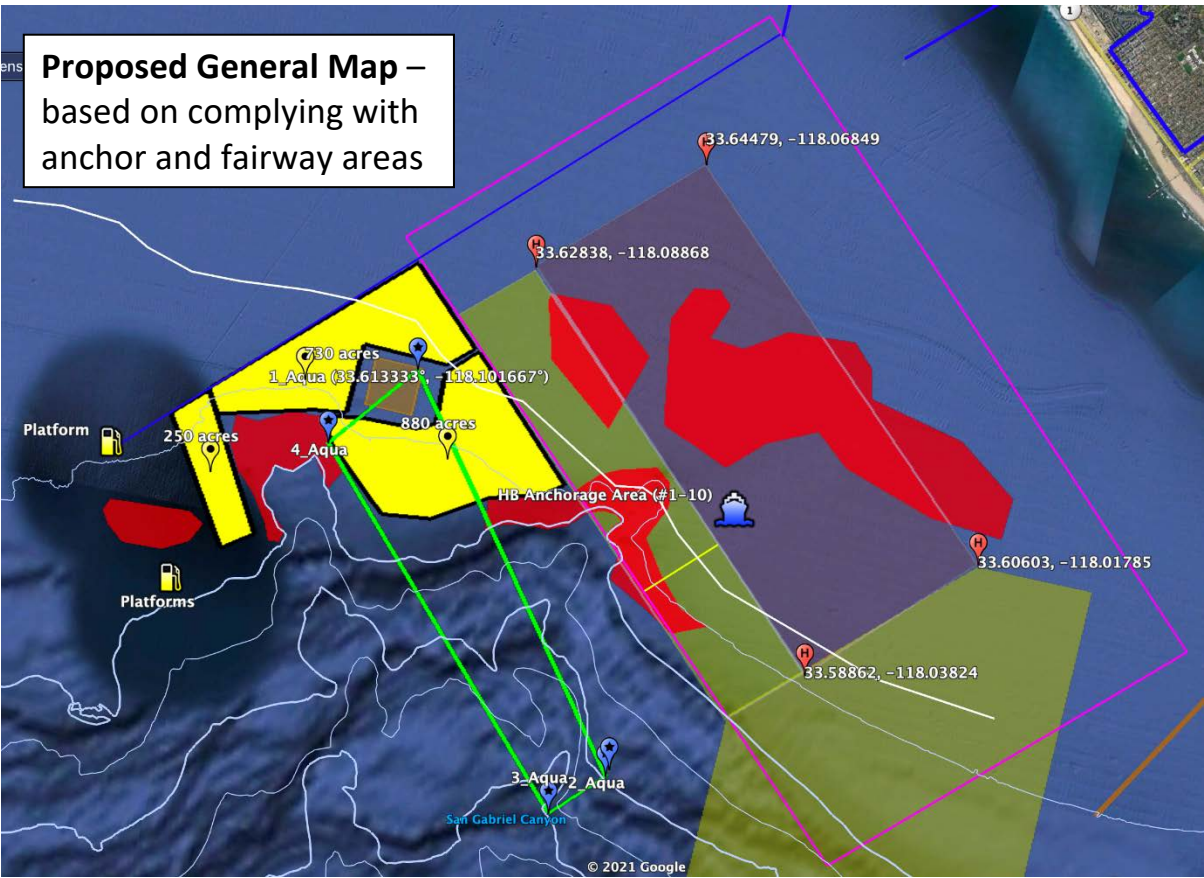 1
ens
Proposed General Map –
based on complying with
anchor and fairway areas
33.64479, -118.06849
33.62838, -118.08868
730 acres
1_Aqua (33.613333°, -118.101667°)
Platform
250 acres
4_Aqua
880 acres
HB Anchorage Area (#1-10)
33.60603, -118.01785
Platforms
33.58862, -118.03824
3_Aqua
2_Aqua
San Gabriel Canyon
© 2021 Google
H
H
H
H